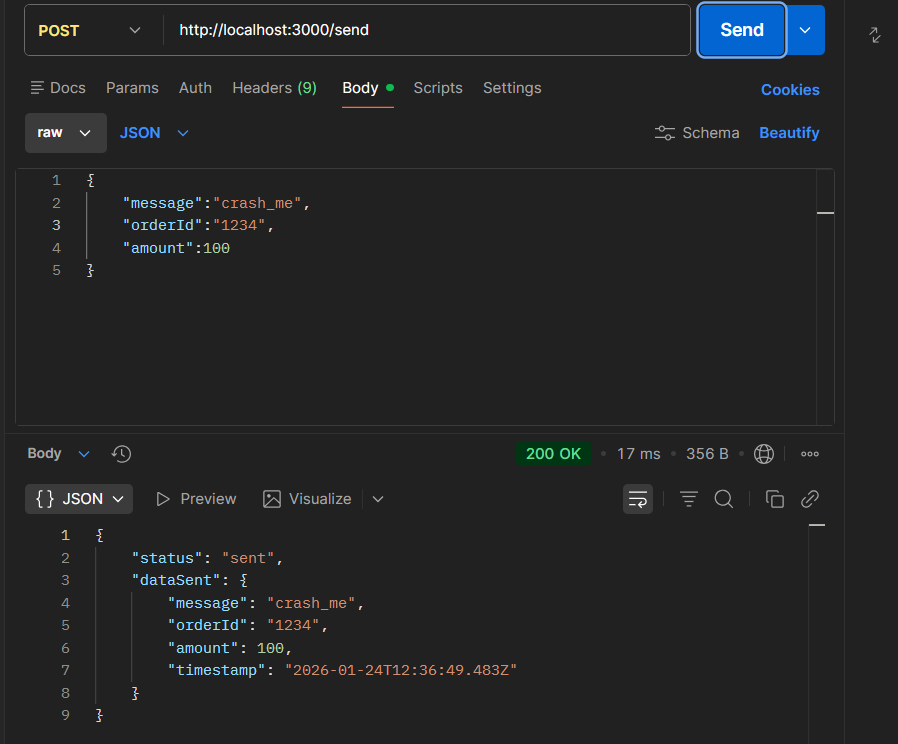 POST http://localhost:3000/send Send
Docs Params Auth Headers (9) Body Scripts Settings Cookies
raw JSON Schema Beautify
1 {
2 "message":"crash_me",
3 "orderId":"1234",
4 "amount":100
5 }
Body 200 OK • 17 ms • 356 B •
{} JSON Preview Visualize
1 {
2 "status": "sent",
3 "dataSent": {
4 "message": "crash_me",
5 "orderId": "1234",
6 "amount": 100,
7 "timestamp": "2026-01-24T12:36:49.483Z"
8 }
9 }